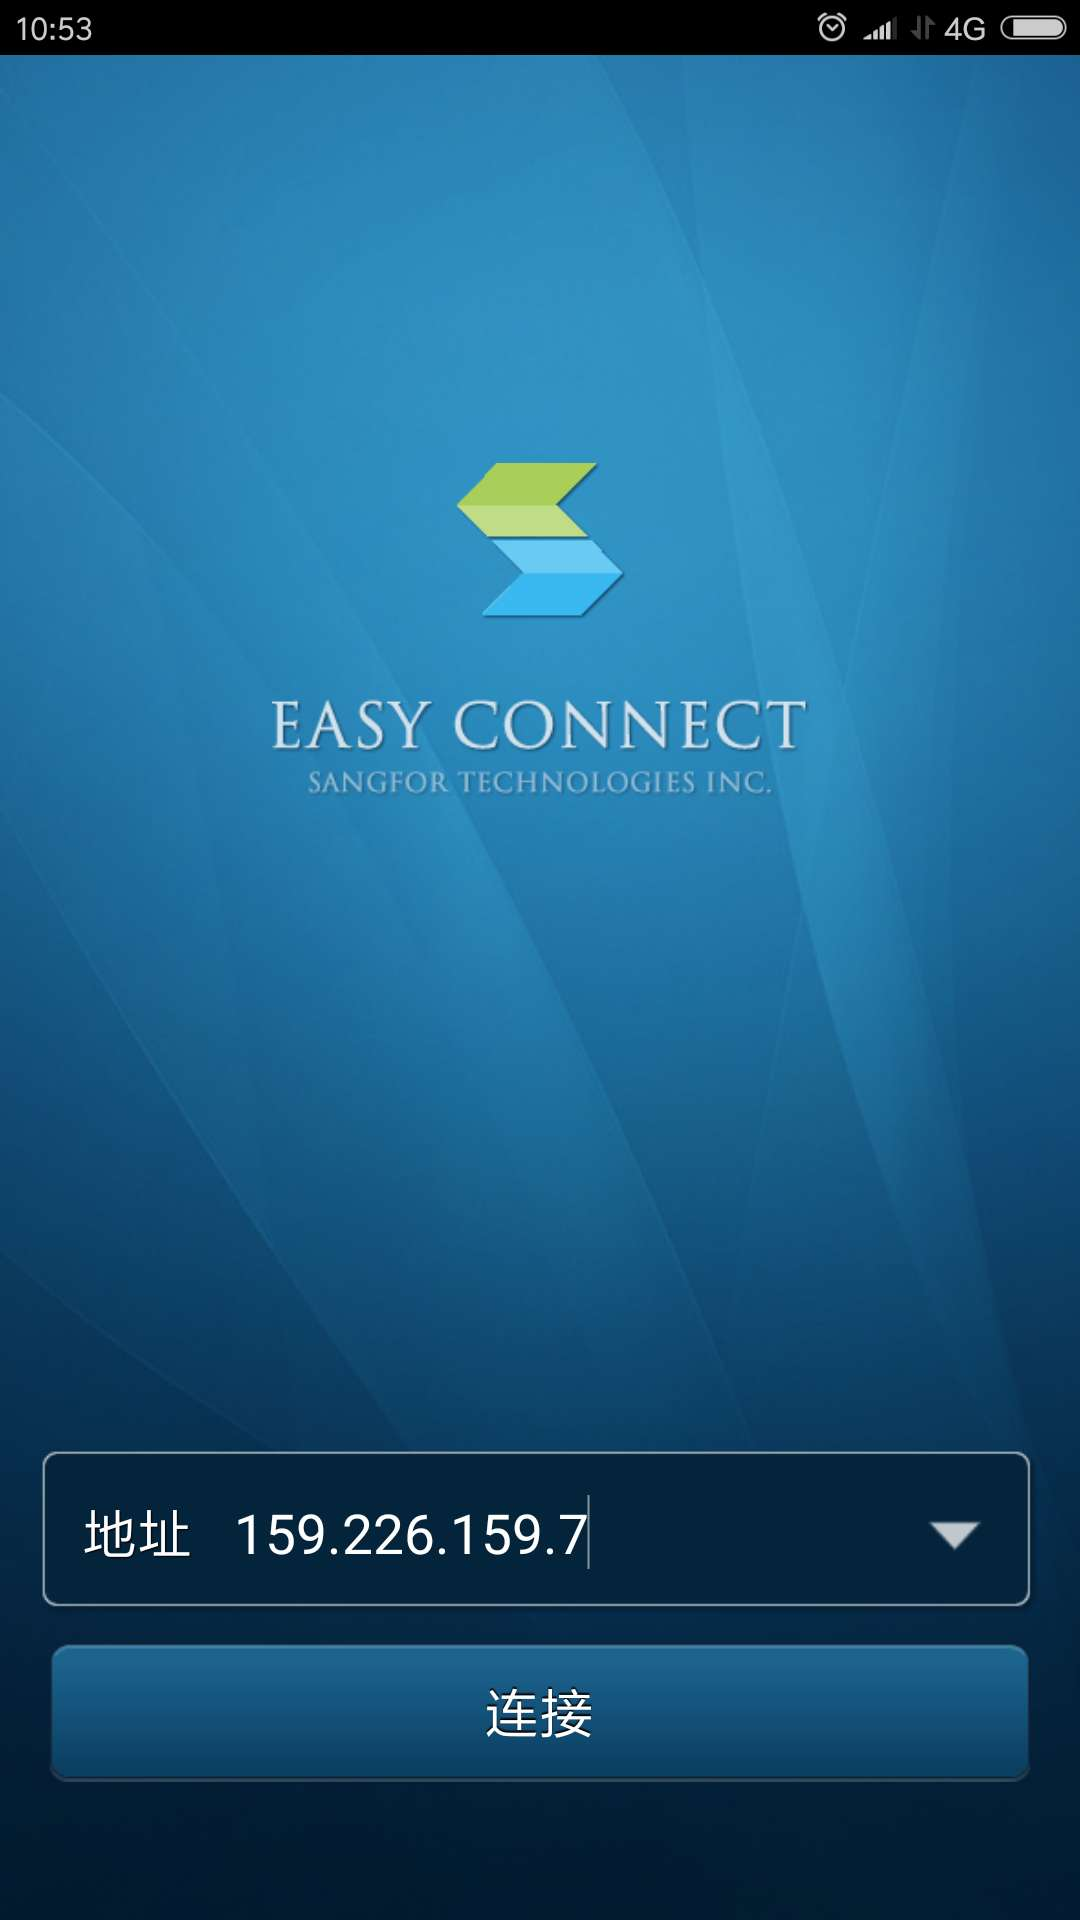 10:53 4G
EASY CONNECT
SANGFOR TECHNOLOGIES INC.
地址 159.226.159.7
连接